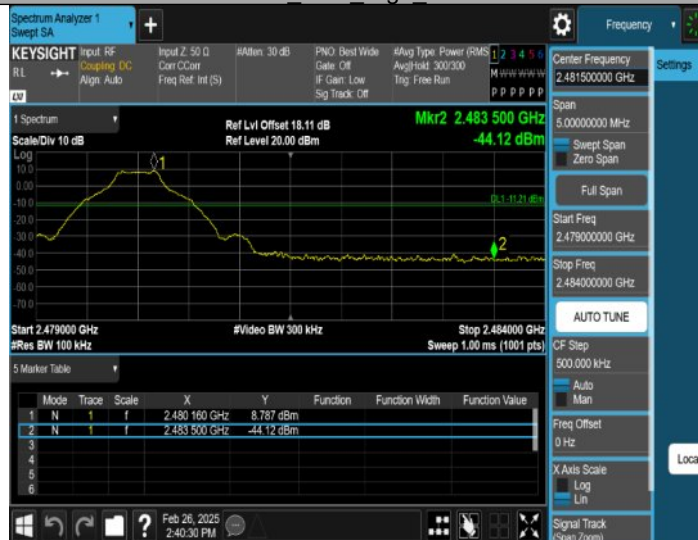 Spectrum Analyzer 1
Swept SA
Frequency
KEYSIGHT
RL
LXI
Input: RF
Coupling: DC
Align: Auto
Input Z: 50 Ω
Corr CCorr
Freq Ref: Int (S)
#Atten: 30 dB
PNO: Best Wide
Gate: Off
IF Gain: Low
Sig Track: Off
#Avg Type: Power (RMS)
Avg|Hold: 300/300
Trig: Free Run
1 2 3 4 5 6
M W W W W W
P P P P P P
1 Spectrum
Scale/Div 10 dB
Ref Lvl Offset 18.11 dB
Ref Level 20.00 dBm
Mkr2 2.483 500 GHz
-44.12 dBm
Log
10.0
0.00
-10.0
-20.0
-30.0
-40.0
-50.0
-60.0
-70.0
1
DL1 -11.21 dBm
2
Start 2.479000 GHz
#Video BW 300 kHz
Stop 2.484000 GHz
#Res BW 100 kHz
Sweep 1.00 ms (1001 pts)
5 Marker Table
Mode Trace Scale X Y Function Function Width Function Value
1 N 1 f 2.480 160 GHz 8.787 dBm
2 N 1 f 2.483 500 GHz -44.12 dBm
3
4
5
6
Feb 26, 2025
2:40:30 PM
Center Frequency
2.481500000 GHz
Settings
Span
5.00000000 MHz
Swept Span
Zero Span
Full Span
Start Freq
2.479000000 GHz
Stop Freq
2.484000000 GHz
AUTO TUNE
CF Step
500.000 kHz
Auto
Man
Freq Offset
0 Hz
Loca
X Axis Scale
Log
Lin
Signal Track
(Span Zoom)